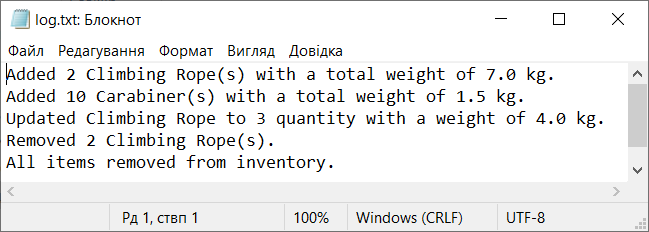 log.txt: Блокнот
Файл Редагування Формат Вигляд Довідка
Added 2 Climbing Rope(s) with a total weight of 7.0 kg.
Added 10 Carabiner(s) with a total weight of 1.5 kg.
Updated Climbing Rope to 3 quantity with a weight of 4.0 kg.
Removed 2 Climbing Rope(s).
All items removed from inventory.
Рд 1, ствп 1 100% Windows (CRLF) UTF-8